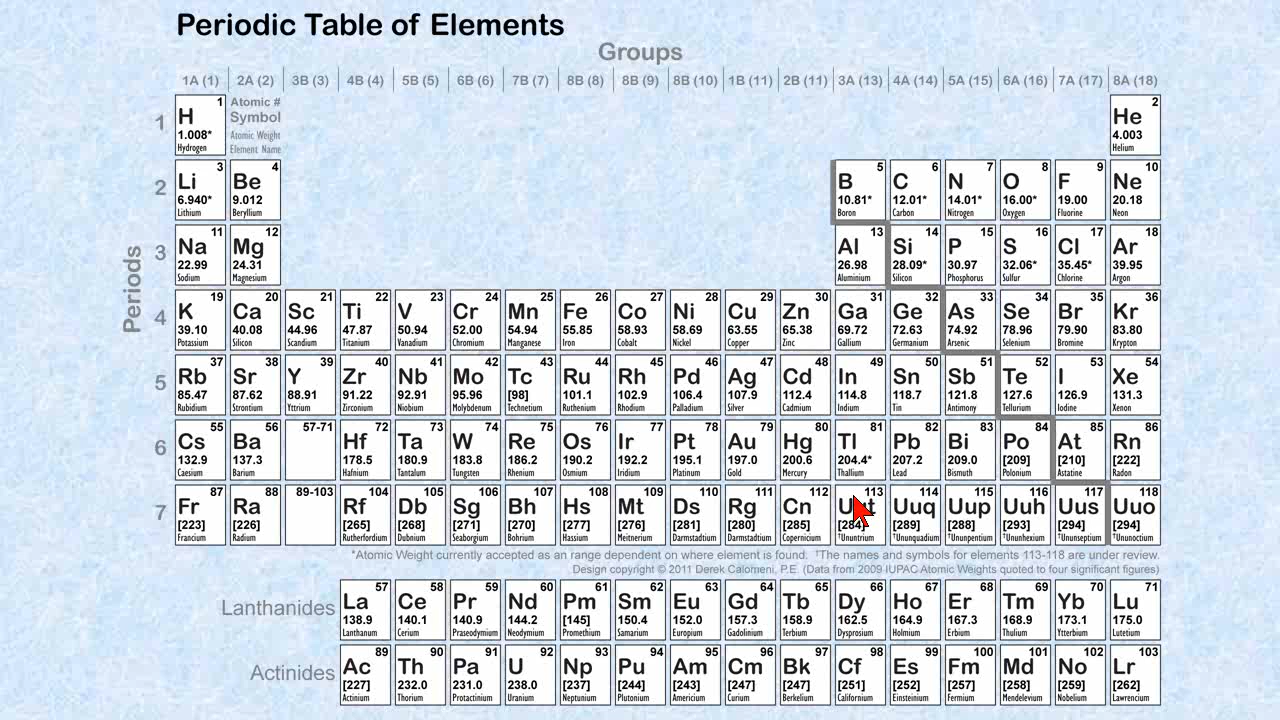 Periodic Table of Elements
Groups
1A (1) 2A (2) 3B (3) 4B (4) 5B (5) 6B (6) 7B (7) 8B (8) 8B (9) 8B (10) 1B (11) 2B (11) 3A (13) 4A (14) 5A (15) 6A (16) 7A (17) 8A (18)
Periods
Atomic #
Symbol
Atomic Weight
Element Name
1
1 2
H He
1.008* 4.003
Hydrogen Helium
2
3 4 5 6 7 8 9 10
Li Be B C N O F Ne
6.940* 9.012 10.81* 12.01* 14.01* 16.00* 19.00 20.18
Lithium Beryllium Boron Carbon Nitrogen Oxygen Fluorine Neon
3
11 12 13 14 15 16 17 18
Na Mg Al Si P S Cl Ar
22.99 24.31 26.98 28.09* 30.97 32.06* 35.45* 39.95
Sodium Magnesium Aluminium Silicon Phosphorus Sulfur Chlorine Argon
4
19 20 21 22 23 24 25 26 27 28 29 30 31 32 33 34 35 36
K Ca Sc Ti V Cr Mn Fe Co Ni Cu Zn Ga Ge As Se Br Kr
39.10 40.08 44.96 47.87 50.94 52.00 54.94 55.85 58.93 58.69 63.55 65.38 69.72 72.63 74.92 78.96 79.90 83.80
Potassium Silicon Scandium Titanium Vanadium Chromium Manganese Iron Cobalt Nickel Copper Zinc Gallium Germanium Arsenic Selenium Bromine Krypton
5
37 38 39 40 41 42 43 44 45 46 47 48 49 50 51 52 53 54
Rb Sr Y Zr Nb Mo Tc Ru Rh Pd Ag Cd In Sn Sb Te I Xe
85.47 87.62 88.91 91.22 92.91 95.96 [98] 101.1 102.9 106.4 107.9 112.4 114.8 118.7 121.8 127.6 126.9 131.3
Rubidium Strontium Yttrium Zirconium Niobium Molybdenum Technetium Ruthenium Rhodium Palladium Silver Cadmium Indium Tin Antimony Tellurium Iodine Xenon
6
55 56 57-71 72 73 74 75 76 77 78 79 80 81 82 83 84 85 86
Cs Ba Hf Ta W Re Os Ir Pt Au Hg Tl Pb Bi Po At Rn
132.9 137.3 178.5 180.9 183.8 186.2 190.2 192.2 195.1 197.0 200.6 204.4* 207.2 209.0 [209] [210] [222]
Caesium Barium Hafnium Tantalum Tungsten Rhenium Osmium Iridium Platinum Gold Mercury Thallium Lead Bismuth Polonium Astatine Radon
7
87 88 89-103 104 105 106 107 108 109 110 111 112 113 114 115 116 117 118
Fr Ra Rf Db Sg Bh Hs Mt Ds Rg Cn Uut Uuq Uup Uuh Uus Uuo
[223] [226] [265] [268] [271] [270] [277] [276] [281] [280] [285] [284] [289] [288] [293] [294] [294]
Francium Radium Rutherfordium Dubnium Seaborgium Bohrium Hassium Meitnerium Darmstadtium Darmstadtium Copernicium †Ununtrium †Ununquadium †Ununpentium †Ununhexium †Ununseptium †Ununoctium
*Atomic Weight currently accepted as an range dependent on where element is found. †The names and symbols for elements 113-118 are under review.
Design copyright © 2011 Derek Calomeni, P.E. (Data from 2009 IUPAC Atomic Weights quoted to four significant figures)
Lanthanides
57 58 59 60 61 62 63 64 65 66 67 68 69 70 71
La Ce Pr Nd Pm Sm Eu Gd Tb Dy Ho Er Tm Yb Lu
138.9 140.1 140.9 144.2 [145] 150.4 152.0 157.3 158.9 162.5 164.9 167.3 168.9 173.1 175.0
Lanthanum Cerium Praseodymium Neodymium Promethium Samarium Europium Gadolinium Terbium Dysprosium Holmium Erbium Thulium Ytterbium Lutetium
Actinides
89 90 91 92 93 94 95 96 97 98 99 100 101 102 103
Ac Th Pa U Np Pu Am Cm Bk Cf Es Fm Md No Lr
[227] 232.0 231.0 238.0 [237] [244] [243] [247] [247] [251] [252] [257] [258] [259] [262]
Actinium Thorium Protactinium Uranium Neptunium Plutonium Americium Curium Berkelium Californium Einsteinium Fermium Mendelevium Nobelium Lawrencium